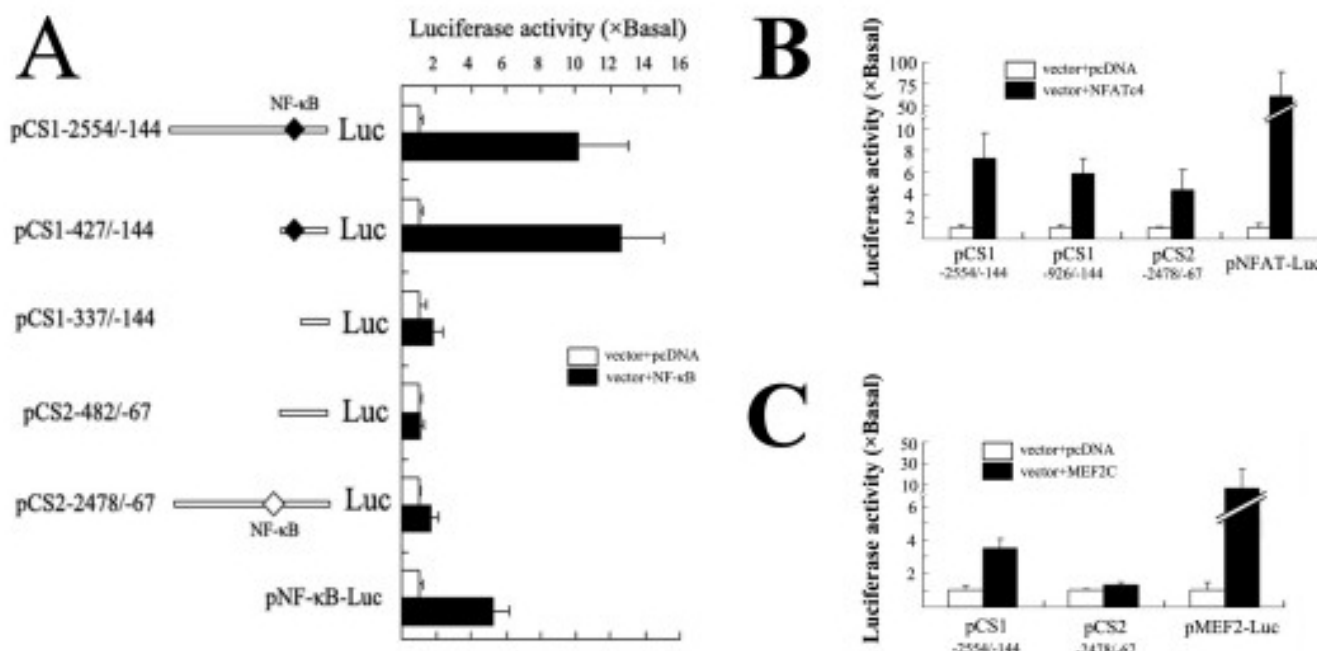 A
Luciferase activity (×Basal)
2 4 6 8 10 12 14 16
NF-κB
pCS1-2554/-144 Luc
pCS1-427/-144 Luc
pCS1-337/-144 Luc
vector+pcDNA
vector+NF-κB
pCS2-482/-67 Luc
pCS2-2478/-67 Luc
NF-κB
pNF-κB-Luc
B
Luciferase activity (×Basal)
100
75
50
10
8
6
4
2
vector+pcDNA
vector+NFATc4
pCS1 pCS1 pCS2 pNFAT-Luc
-2554/-144 -926/-144 -2478/-67
C
Luciferase activity (×Basal)
50
30
10
6
4
2
vector+pcDNA
vector+MEF2C
pCS1 pCS2 pMEF2-Luc
-2554/-144 -2478/-67